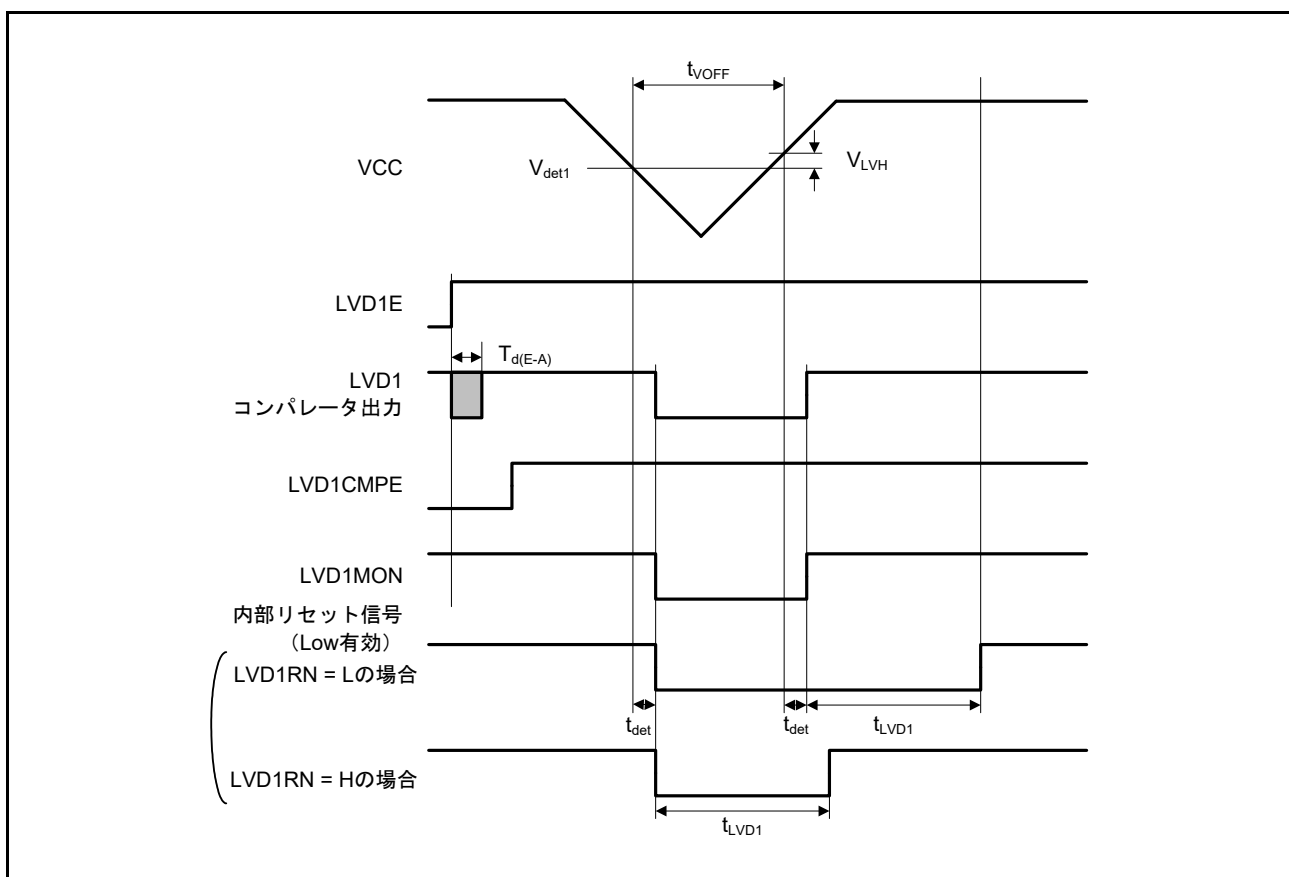 tVOFF
VCC
Vdet1
VLVH
LVD1E
Td(E-A)
LVD1
コンパレータ出力
LVD1CMPE
LVD1MON
内部リセット信号
（Low有効）
LVD1RN = Lの場合
tdet
tdet
tLVD1
LVD1RN = Hの場合
tLVD1